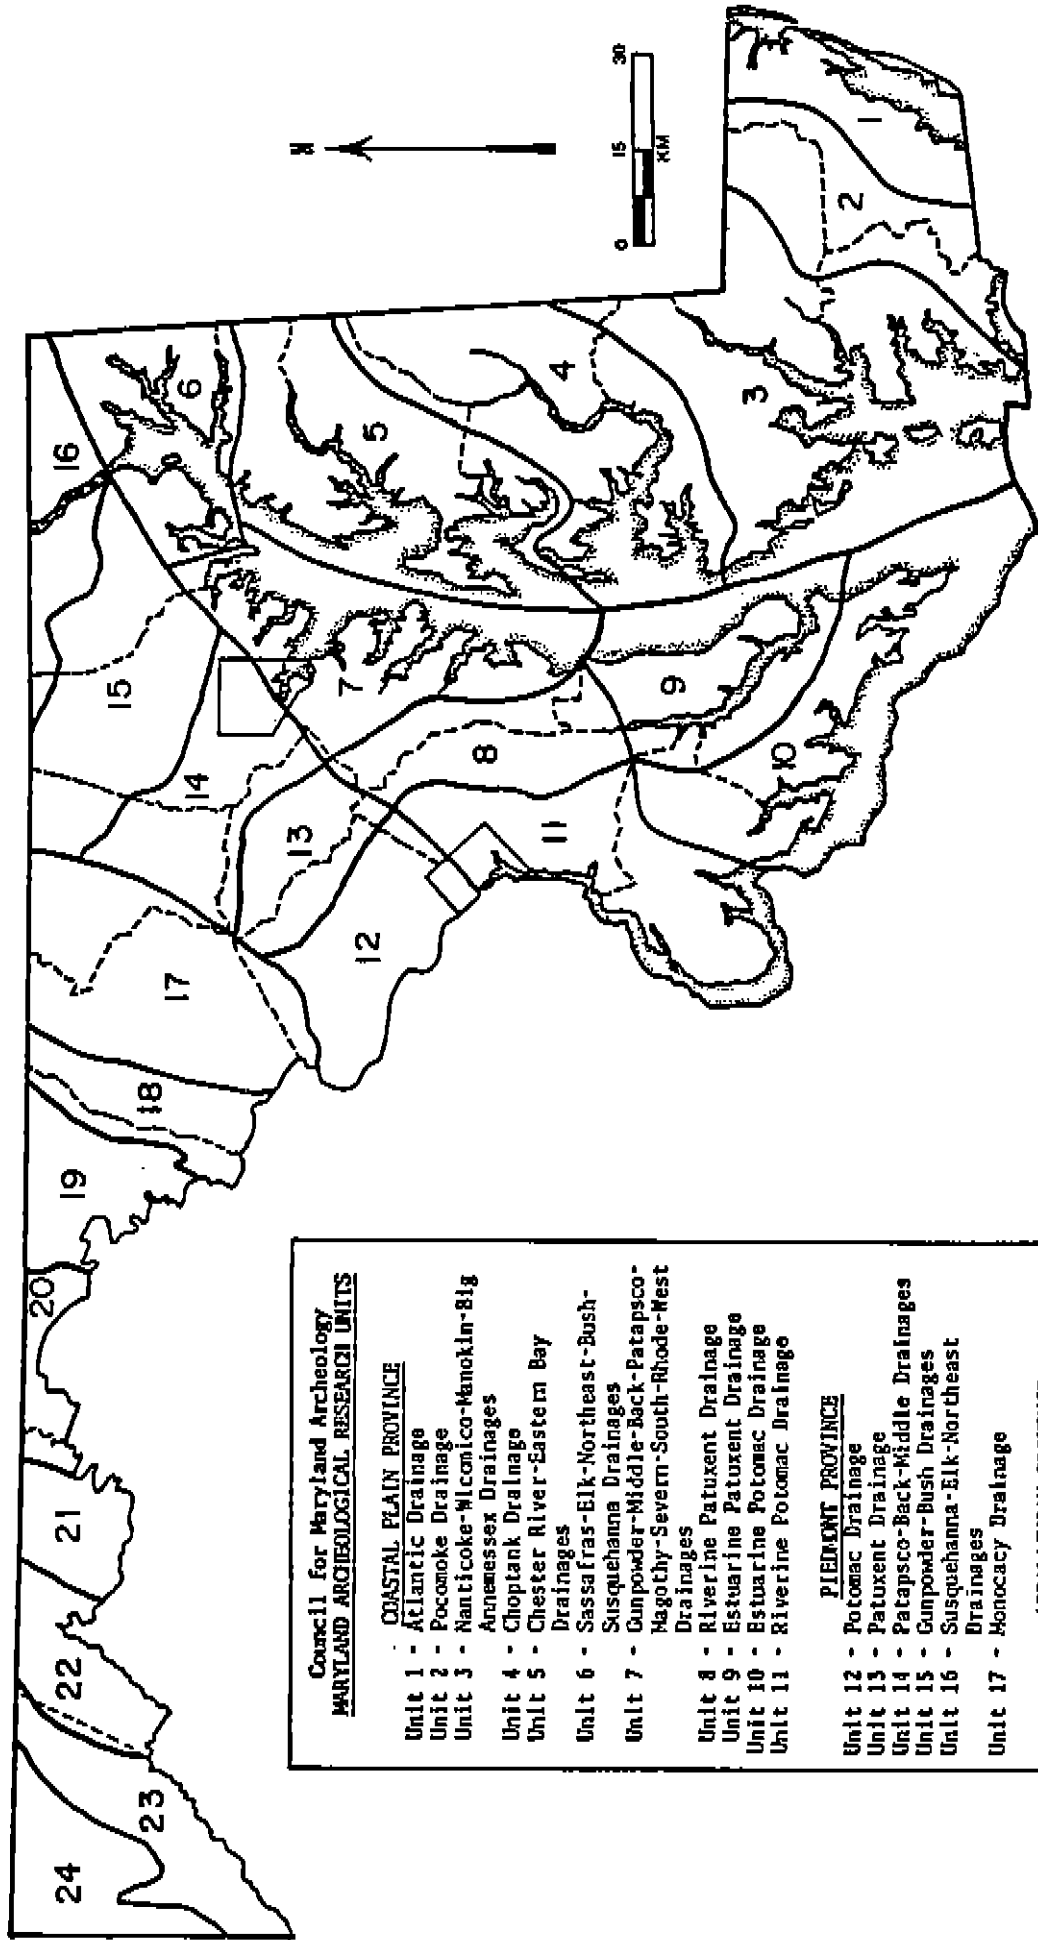 Council for Maryland Archeology
MARYLAND ARCHEOLOGICAL RESEARCH UNITS
COASTAL PLAIN PROVINCE
Unit 1 - Atlantic Drainage
Unit 2 - Pocomoke Drainage
Unit 3 - Nanticoke-Wicomico-Manokin-Big
Annemessex Drainages
Unit 4 - Choptank Drainage
Unit 5 - Chester River-Eastern Bay
Drainages
Unit 6 - Sassafras-Elk-Northeast-Bush-
Susquehanna Drainages
Unit 7 - Gunpowder-Middle-Back-Patapsco-
Magothy-Severn-South-Rhode-West
Drainages
Unit 8 - Riverine Patuxent Drainage
Unit 9 - Estuarine Patuxent Drainage
Unit 10 - Estuarine Potomac Drainage
Unit 11 - Riverine Potomac Drainage
PIEDMONT PROVINCE
Unit 12 - Potomac Drainage
Unit 13 - Patuxent Drainage
Unit 14 - Patapsco-Back-Middle Drainages
Unit 15 - Gunpowder-Bush Drainages
Unit 16 - Susquehanna-Elk-Northeast
Drainages
Unit 17 - Monocacy Drainage
24
23
22
21
20
19
18
17
16
15
14
13
12
11
10
9
8
7
6
5
4
3
2
1
N
0 15 30
KM